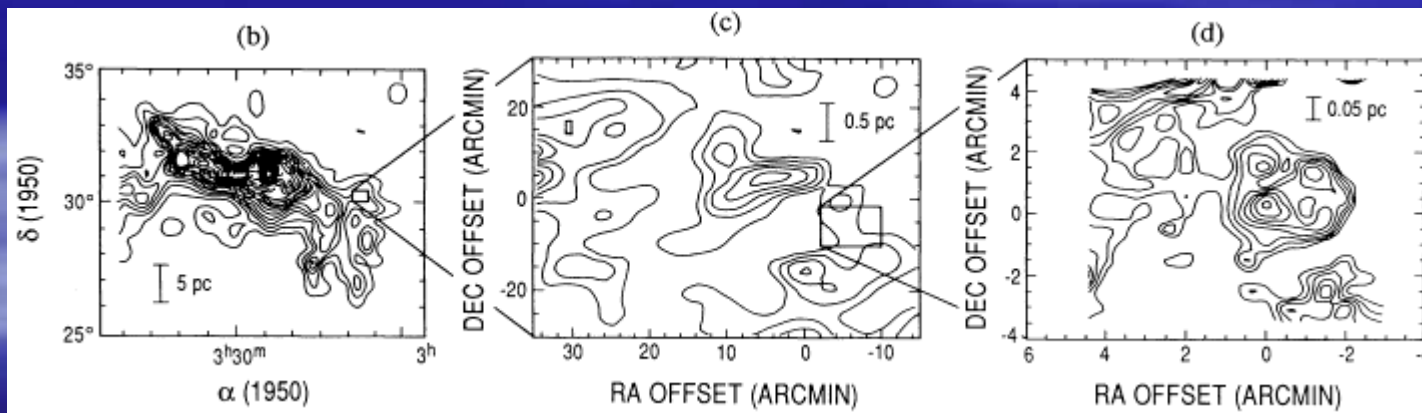 (b)
35°
30°
25°
δ (1950)
5 pc
3ʰ30ᵐ
3ʰ
α (1950)
(c)
DEC OFFSET (ARCMIN)
20
0
-20
0.5 pc
30
20
10
0
-10
RA OFFSET (ARCMIN)
(d)
DEC OFFSET (ARCMIN)
4
2
0
-2
-4
0.05 pc
6
4
2
0
-2
RA OFFSET (ARCMIN)